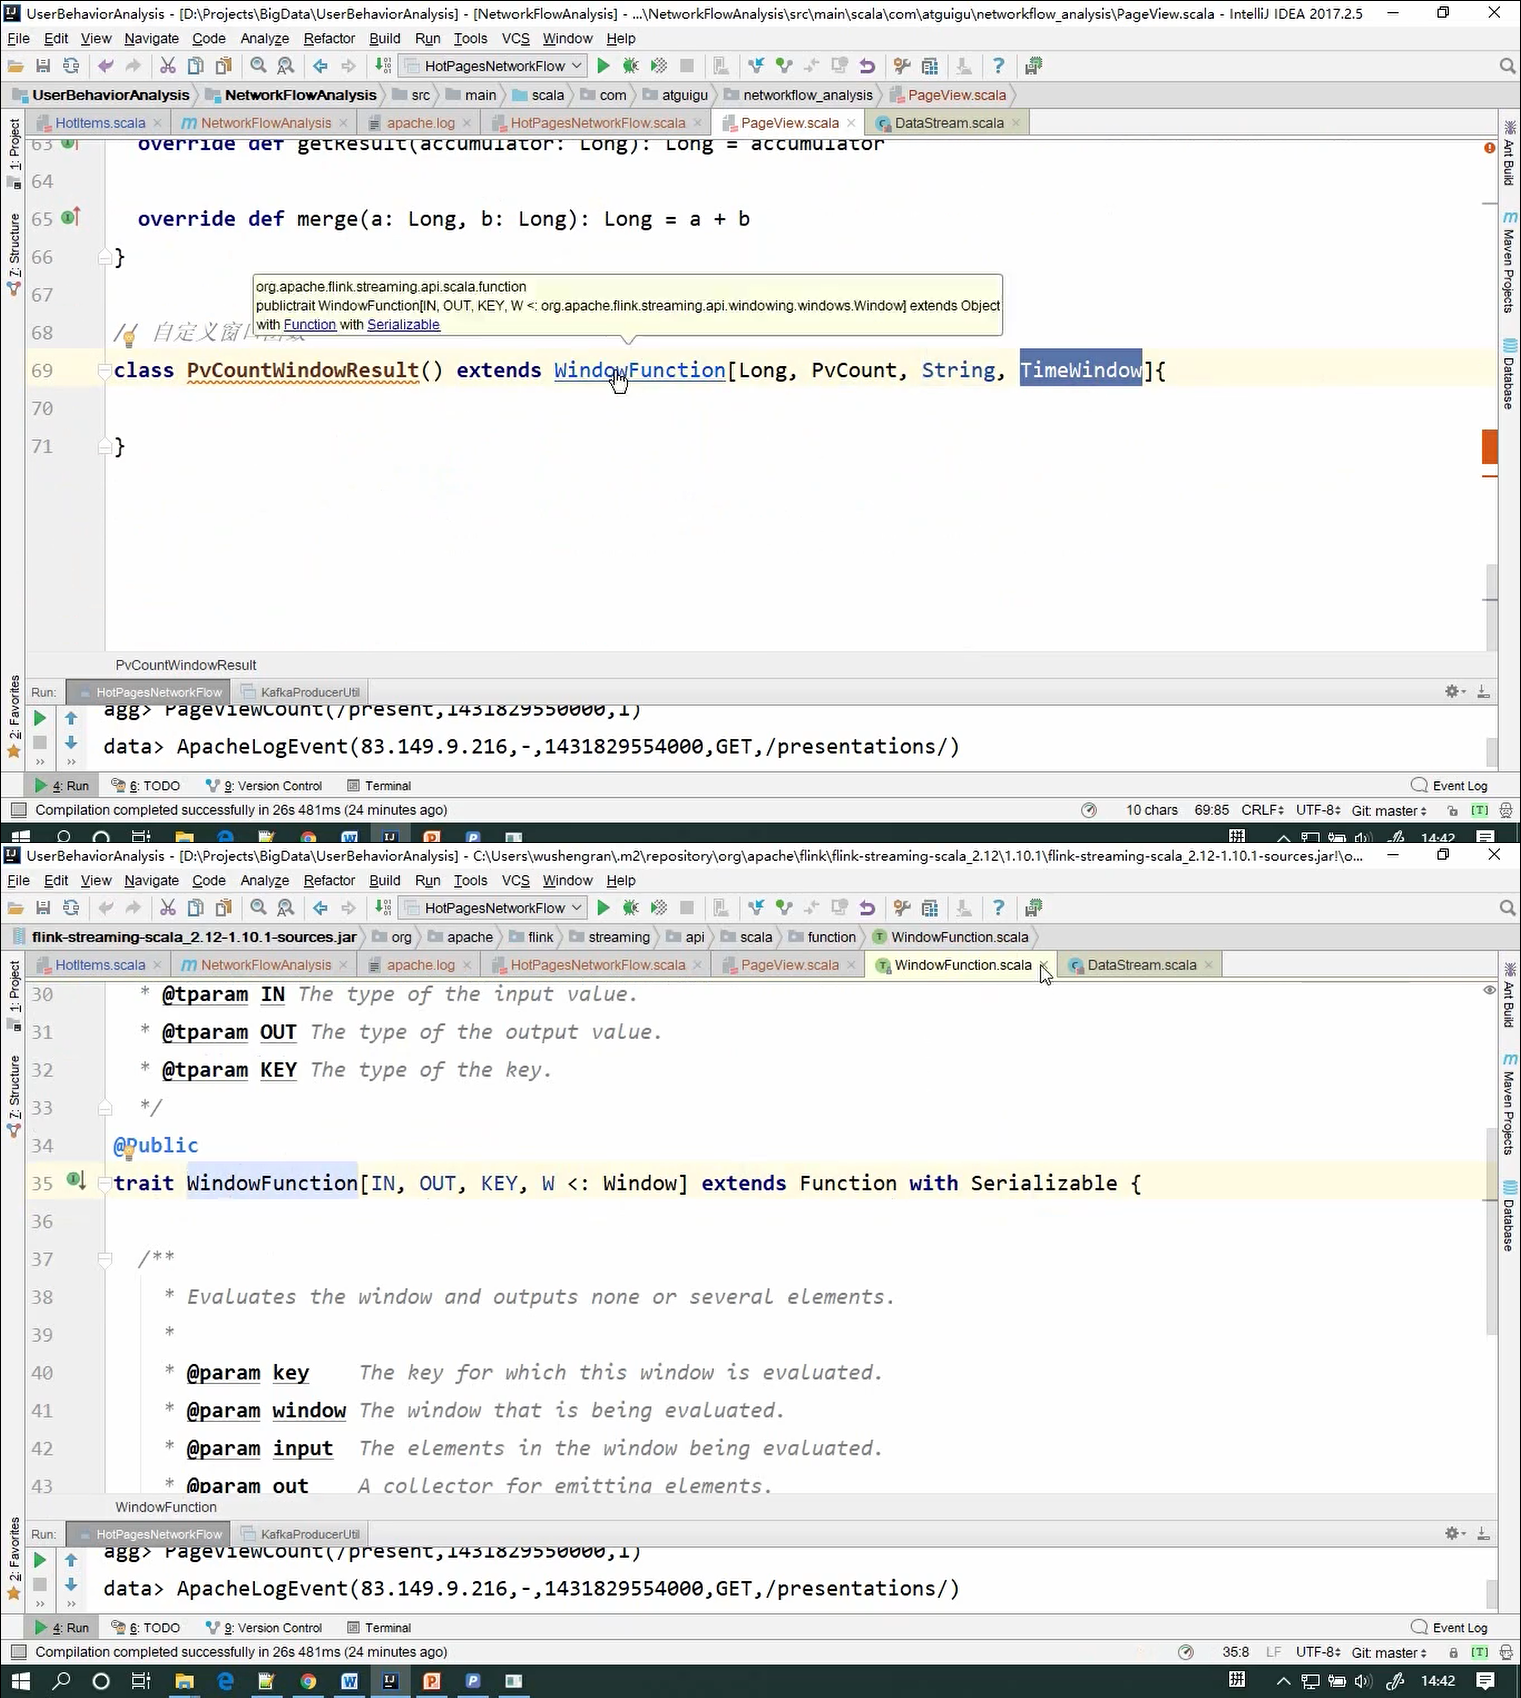 UserBehaviorAnalysis - [D:\Projects\BigData\UserBehaviorAnalysis] - [NetworkFlowAnalysis] - ...\NetworkFlowAnalysis\src\main\scala\com\atguigu\networkflow_analysis\PageView.scala - IntelliJ IDEA 2017.2.5
File Edit View Navigate Code Analyze Refactor Build Run Tools VCS Window Help
HotPagesNetworkFlow
UserBehaviorAnalysis NetworkFlowAnalysis src main scala com atguigu networkflow_analysis PageView.scala
HotItems.scala NetworkFlowAnalysis apache.log HotPagesNetworkFlow.scala PageView.scala DataStream.scala
1: Project
7: Structure
2: Favorites
Ant Build
Maven Projects
Database
63 override def getResult(accumulator: Long): Long = accumulator
64
65 override def merge(a: Long, b: Long): Long = a + b
66 }
67
org.apache.flink.streaming.api.scala.function
publictrait WindowFunction[IN, OUT, KEY, W <: org.apache.flink.streaming.api.windowing.windows.Window] extends Object
with Function with Serializable
68 // 自定义窗口函数
69 class PvCountWindowResult() extends WindowFunction[Long, PvCount, String, TimeWindow]{
70
71 }
PvCountWindowResult
Run: HotPagesNetworkFlow KafkaProducerUtil
agg> PageViewCount(/present,1431829550000,1)
data> ApacheLogEvent(83.149.9.216,-,1431829554000,GET,/presentations/)
4: Run 6: TODO 9: Version Control Terminal Event Log
Compilation completed successfully in 26s 481ms (24 minutes ago) 10 chars 69:85 CRLF UTF-8 Git: master
14:42
UserBehaviorAnalysis - [D:\Projects\BigData\UserBehaviorAnalysis] - C:\Users\wushengran\.m2\repository\org\apache\flink\flink-streaming-scala_2.12\1.10.1\flink-streaming-scala_2.12-1.10.1-sources.jar!\o...
File Edit View Navigate Code Analyze Refactor Build Run Tools VCS Window Help
HotPagesNetworkFlow
flink-streaming-scala_2.12-1.10.1-sources.jar org apache flink streaming api scala function WindowFunction.scala
HotItems.scala NetworkFlowAnalysis apache.log HotPagesNetworkFlow.scala PageView.scala WindowFunction.scala DataStream.scala
1: Project
7: Structure
2: Favorites
Ant Build
Maven Projects
Database
30 * @tparam IN The type of the input value.
31 * @tparam OUT The type of the output value.
32 * @tparam KEY The type of the key.
33 */
34 @Public
35 trait WindowFunction[IN, OUT, KEY, W <: Window] extends Function with Serializable {
36
37 /**
38 * Evaluates the window and outputs none or several elements.
39 *
40 * @param key The key for which this window is evaluated.
41 * @param window The window that is being evaluated.
42 * @param input The elements in the window being evaluated.
43 * @param out A collector for emitting elements.
WindowFunction
Run: HotPagesNetworkFlow KafkaProducerUtil
agg> PageViewCount(/present,1431829550000,1)
data> ApacheLogEvent(83.149.9.216,-,1431829554000,GET,/presentations/)
4: Run 6: TODO 9: Version Control Terminal Event Log
Compilation completed successfully in 26s 481ms (24 minutes ago) 35:8 LF UTF-8 Git: master
14:42